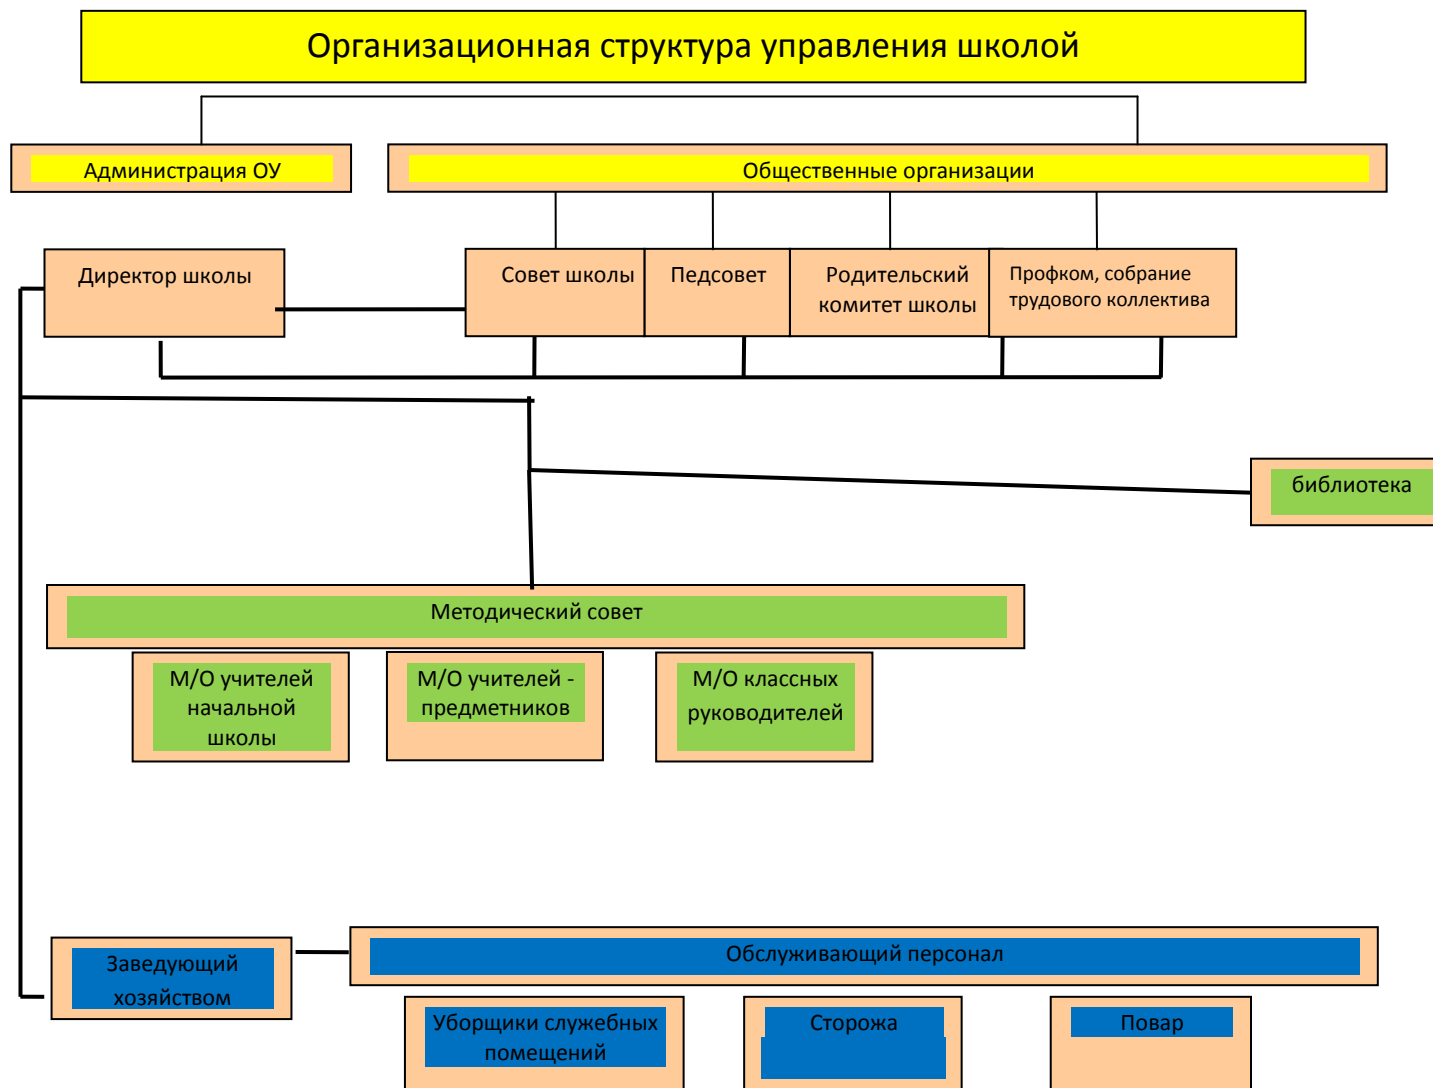 Организационная структура управления школой
Администрация ОУ
Общественные организации
Директор школы
Совет школы
Педсовет
Родительский
комитет школы
Профком, собрание
трудового коллектива
библиотека
Методический совет
М/О учителей
начальной
школы
М/О учителей -
предметников
М/О классных
руководителей
Заведующий
хозяйством
Обслуживающий персонал
Уборщики служебных
помещений
Сторожа
Повар